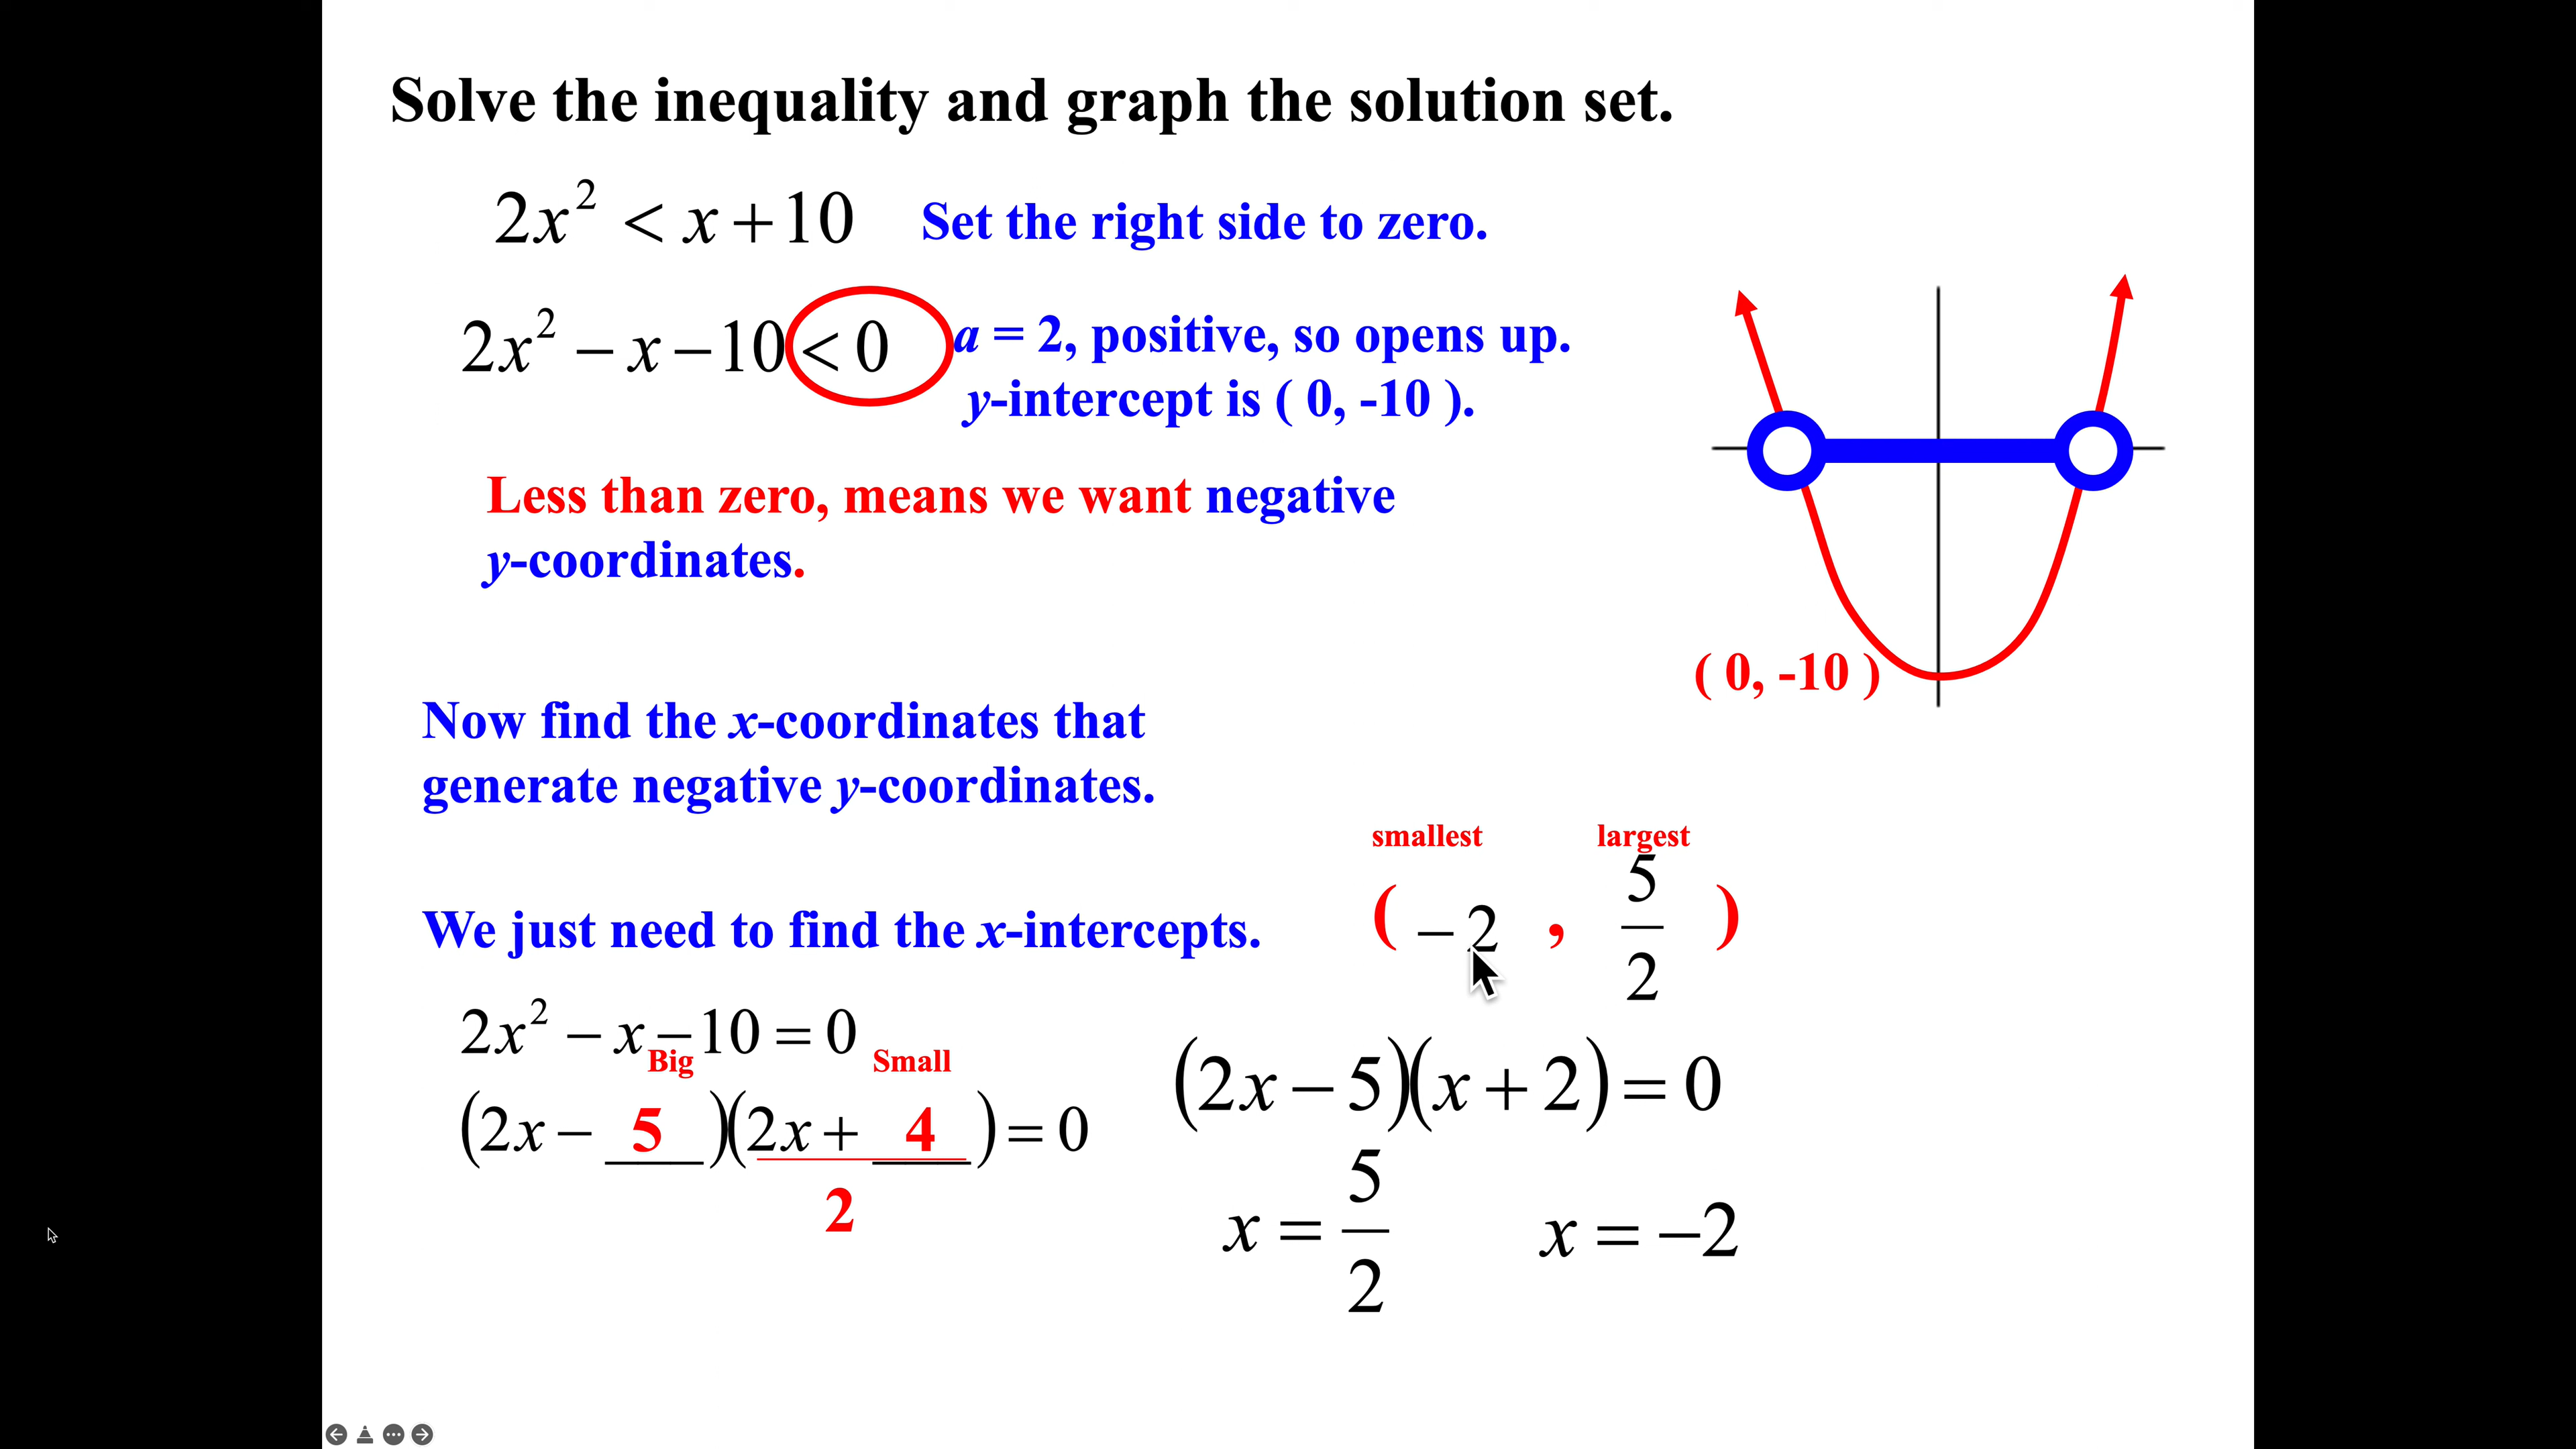 Solve the inequality and graph the solution set.
2x² < x + 10 Set the right side to zero.
2x² − x − 10 < 0 a = 2, positive, so opens up.
y-intercept is ( 0, -10 ).
Less than zero, means we want negative
y-coordinates.
( 0, -10 )
Now find the x-coordinates that
generate negative y-coordinates.
smallest largest
We just need to find the x-intercepts. ( −2 , 5/2 )
2x² − x − 10 = 0
Big Small
(2x − 5 )(2x + 4 ) = 0
2
(2x − 5)(x + 2) = 0
x = 5/2 x = −2